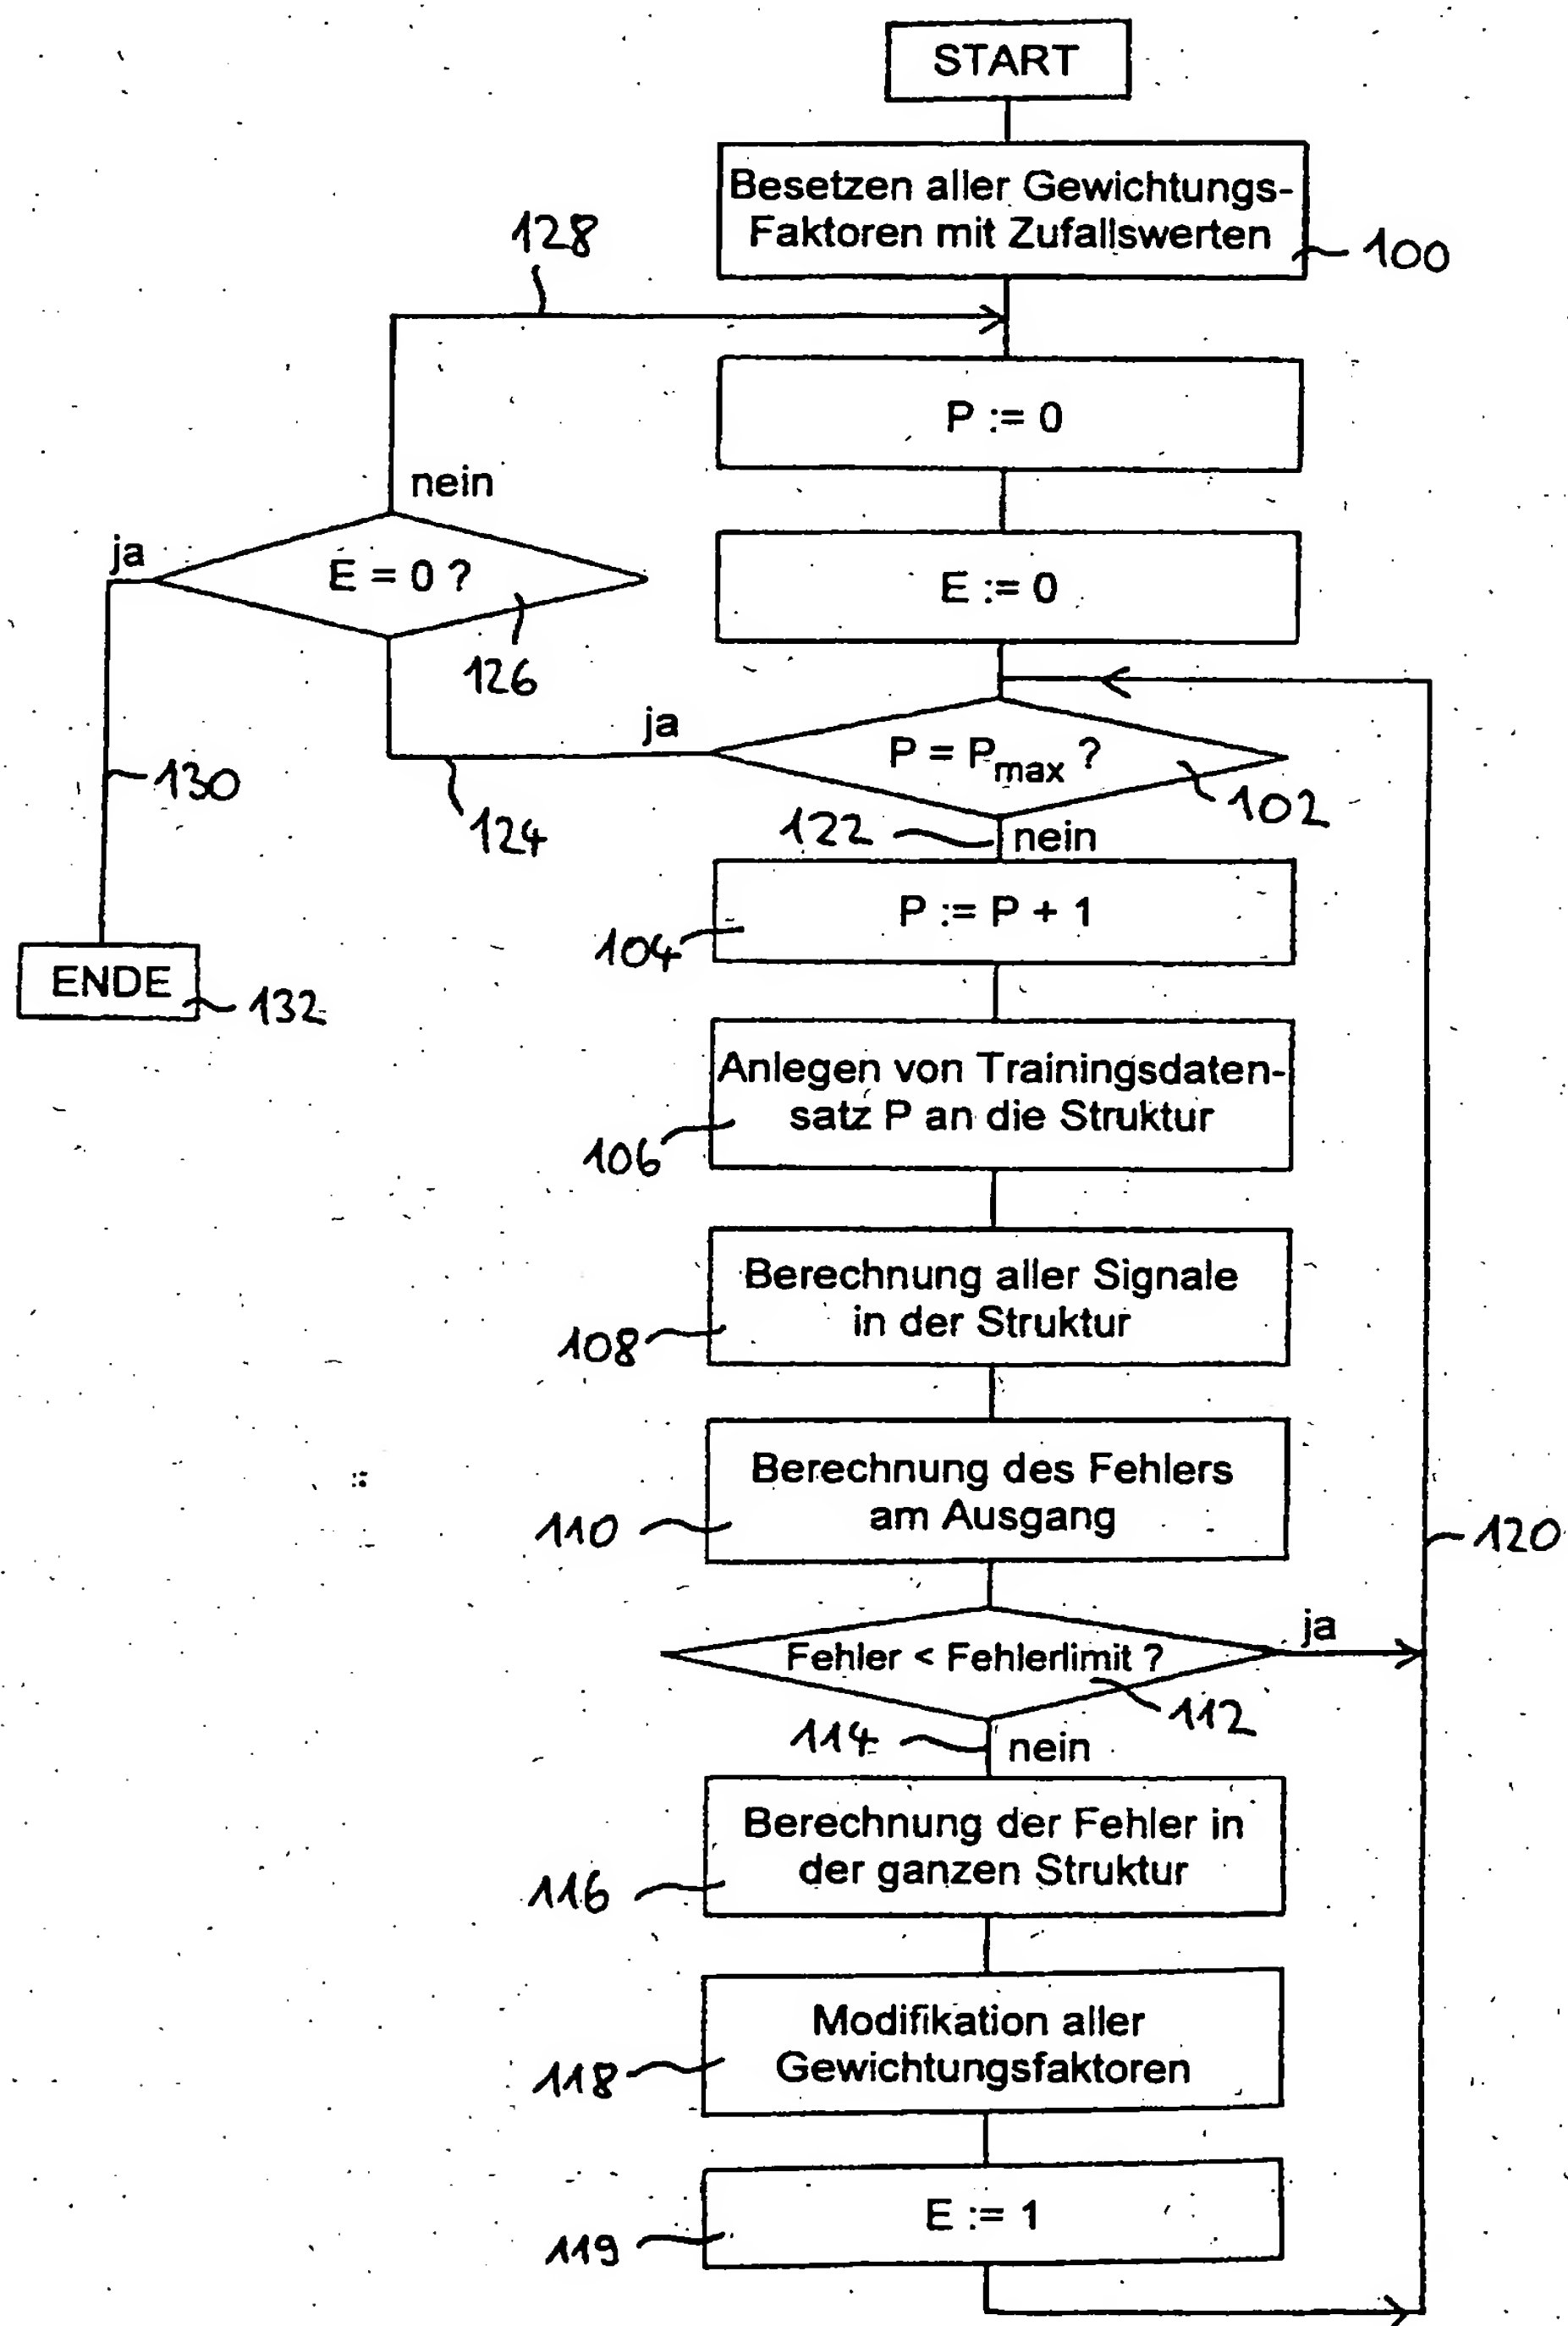 START
Besetzen aller Gewichtungs-
Faktoren mit Zufallswerten
100
128
P := 0
nein
E := 0
ja
E = 0 ?
126
ja
P = Pmax ?
102
130
124
122
nein
P := P + 1
104
ENDE
132
Anlegen von Trainingsdaten-
satz P an die Struktur
106
Berechnung aller Signale
in der Struktur
108
Berechnung des Fehlers
am Ausgang
110
120
Fehler < Fehlerlimit ?
ja
112
114
nein
Berechnung der Fehler in
der ganzen Struktur
116
Modifikation aller
Gewichtungsfaktoren
118
E := 1
119